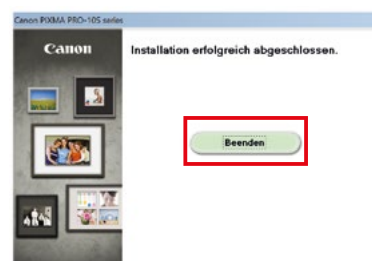 Canon PIXMA PRO-10S series
Canon
Installation erfolgreich abgeschlossen.
Beenden